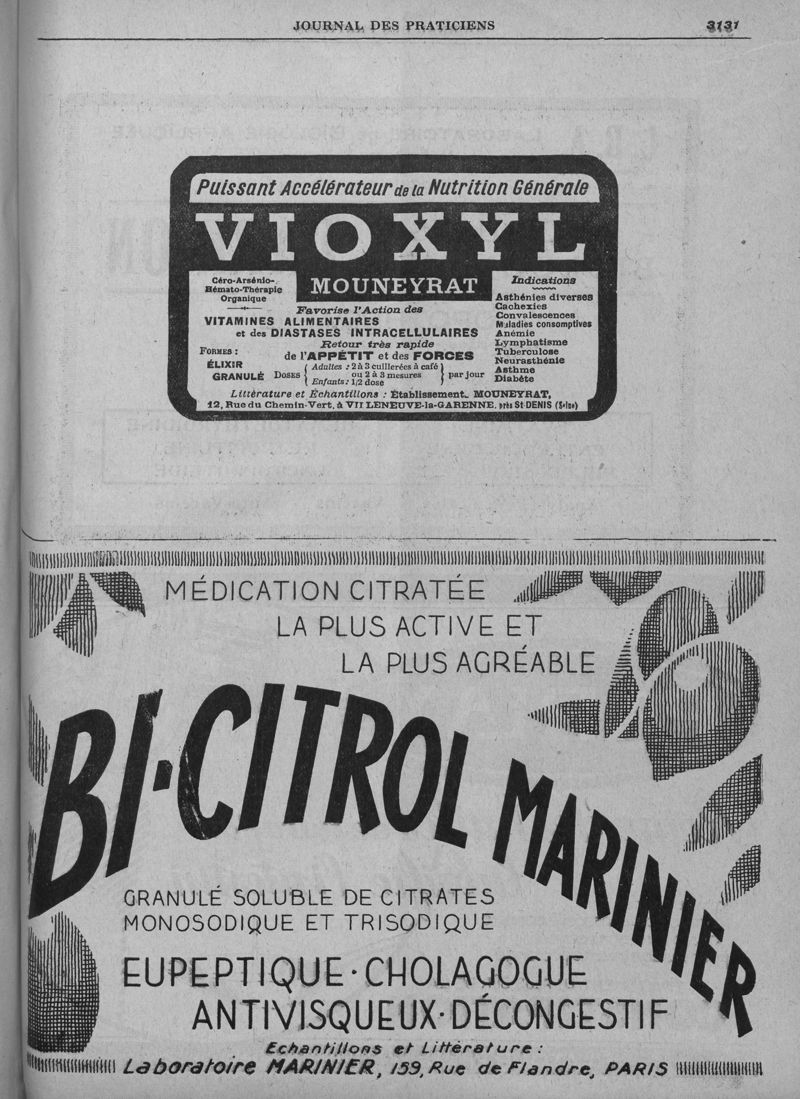 JOURNAL DES PRATICIENS
Puissant Accélérateur de la Nutrition Générale
VIOXYL
MOUNEYRAT
Céro-Arsénio-
Hémato-Thérapie
Organique
Favorise l'Action des
VITAMINES ALIMENTAIRES
et des DIASTASES INTRACELLULAIRES
Retour très rapide
de l'APPÉTIT et des FORCES
FORMES :
ÉLIXIR
GRANULÉ
DOSES
Adultes : 2 à 3 cuillerées à café
ou 2 à 3 mesures
Enfants : 1/2 dose
par jour
Indications
Asthénies diverses
Cachexies
Convalescences
Maladies consomptives
Anémie
Lymphatisme
Tuberculose
Neurasthénie
Asthme
Diabète
Littérature et Échantillons : Établissement. MOUNEYRAT,
12, Rue du Chemin-Vert, à VILLENEUVE-la-GARENNE, près St-DENIS (Seine)
MÉDICATION CITRATÉE
LA PLUS ACTIVE ET
LA PLUS AGRÉABLE
BI-CITROL MARINIER
GRANULÉ SOLUBLE DE CITRATES
MONOSODIQUE ET TRISODIQUE
EUPEPTIQUE · CHOLAGOGUE
ANTIVISQUEUX · DÉCONGESTIF
Echantillons et Littérature :
Laboratoire MARINIER, 159, Rue de Flandre, PARIS